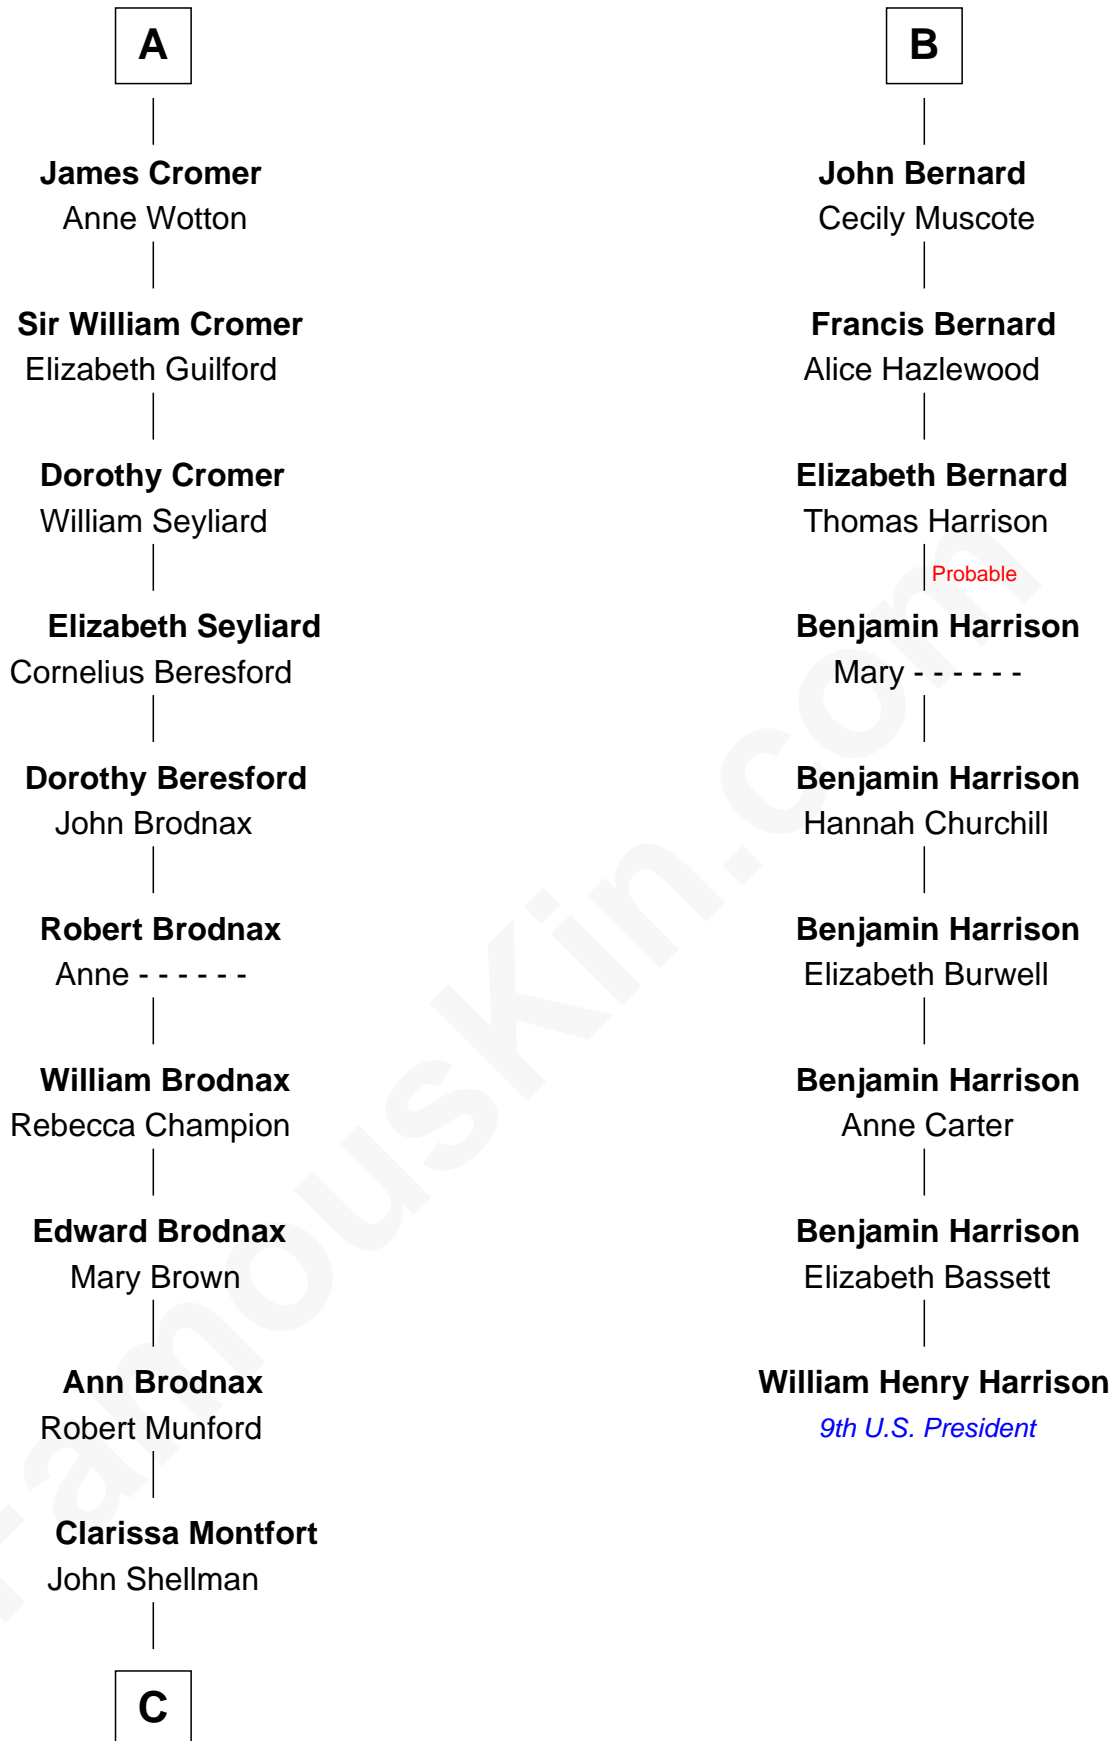 A
James Cromer
Anne Wotton
Sir William Cromer
Elizabeth Guilford
Dorothy Cromer
William Seyliard
Elizabeth Seyliard
Cornelius Beresford
Dorothy Beresford
John Brodnax
Robert Brodnax
Anne - - - - - -
William Brodnax
Rebecca Champion
Edward Brodnax
Mary Brown
Ann Brodnax
Robert Munford
Clarissa Montfort
John Shellman
C
B
John Bernard
Cecily Muscote
Francis Bernard
Alice Hazlewood
Elizabeth Bernard
Thomas Harrison
Probable
Benjamin Harrison
Mary - - - - - -
Benjamin Harrison
Hannah Churchill
Benjamin Harrison
Elizabeth Burwell
Benjamin Harrison
Anne Carter
Benjamin Harrison
Elizabeth Bassett
William Henry Harrison
9th U.S. President
FamousKin.com